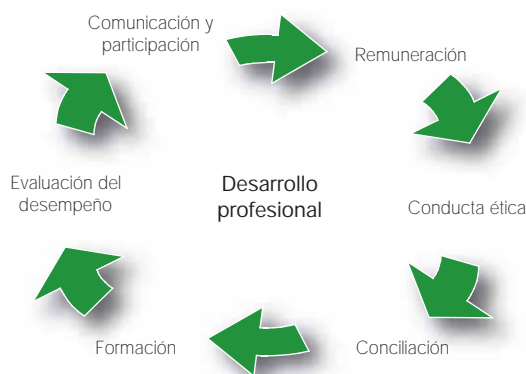 Comunicación y
participación
Remuneración
Evaluación del
desempeño
Desarrollo
profesional
Conducta ética
Formación
Conciliación